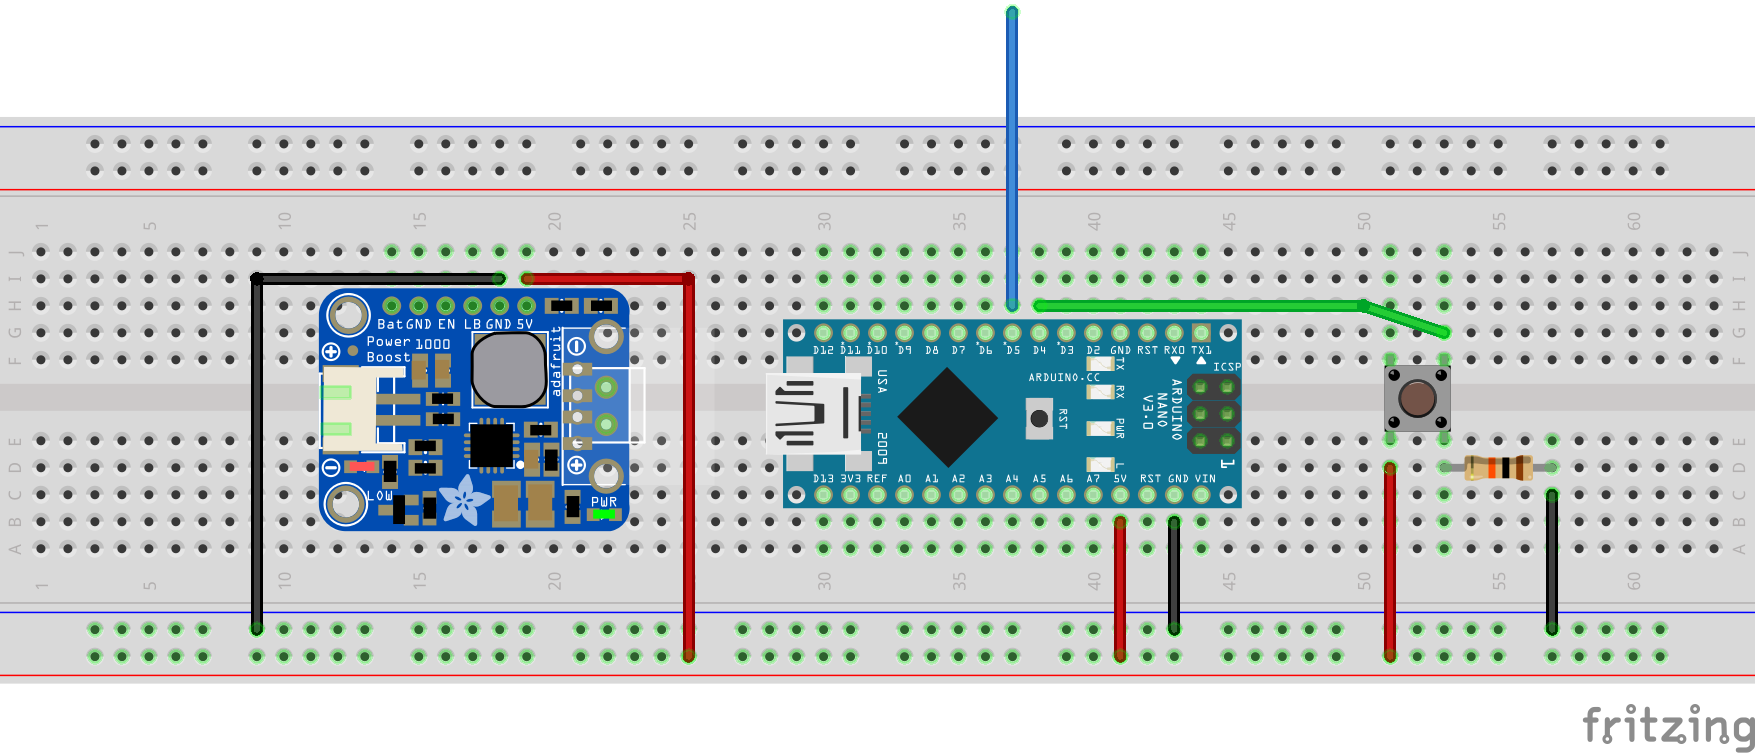 1 5 10 15 20 25 30 35 40 45 50 55 60
J J
I I
H H
G G
F F
Bat GND EN LB GND 5V
Power
Boost 1000
adafruit
D12 D11 D10 D9 D8 D7 D6 D5 D4 D3 D2 GND RST RX0 TX1
TX
RX
PWR
L
ICSP
ARDUINO.CC
RST
ARDUINO
NANO
V3.0
USA
2009
1
E E
D D
C C
B B
A A
LOW
PWR
D13 3V3 REF A0 A1 A2 A3 A4 A5 A6 A7 5V RST GND VIN
1 5 10 15 20 25 30 35 40 45 50 55 60
fritzing